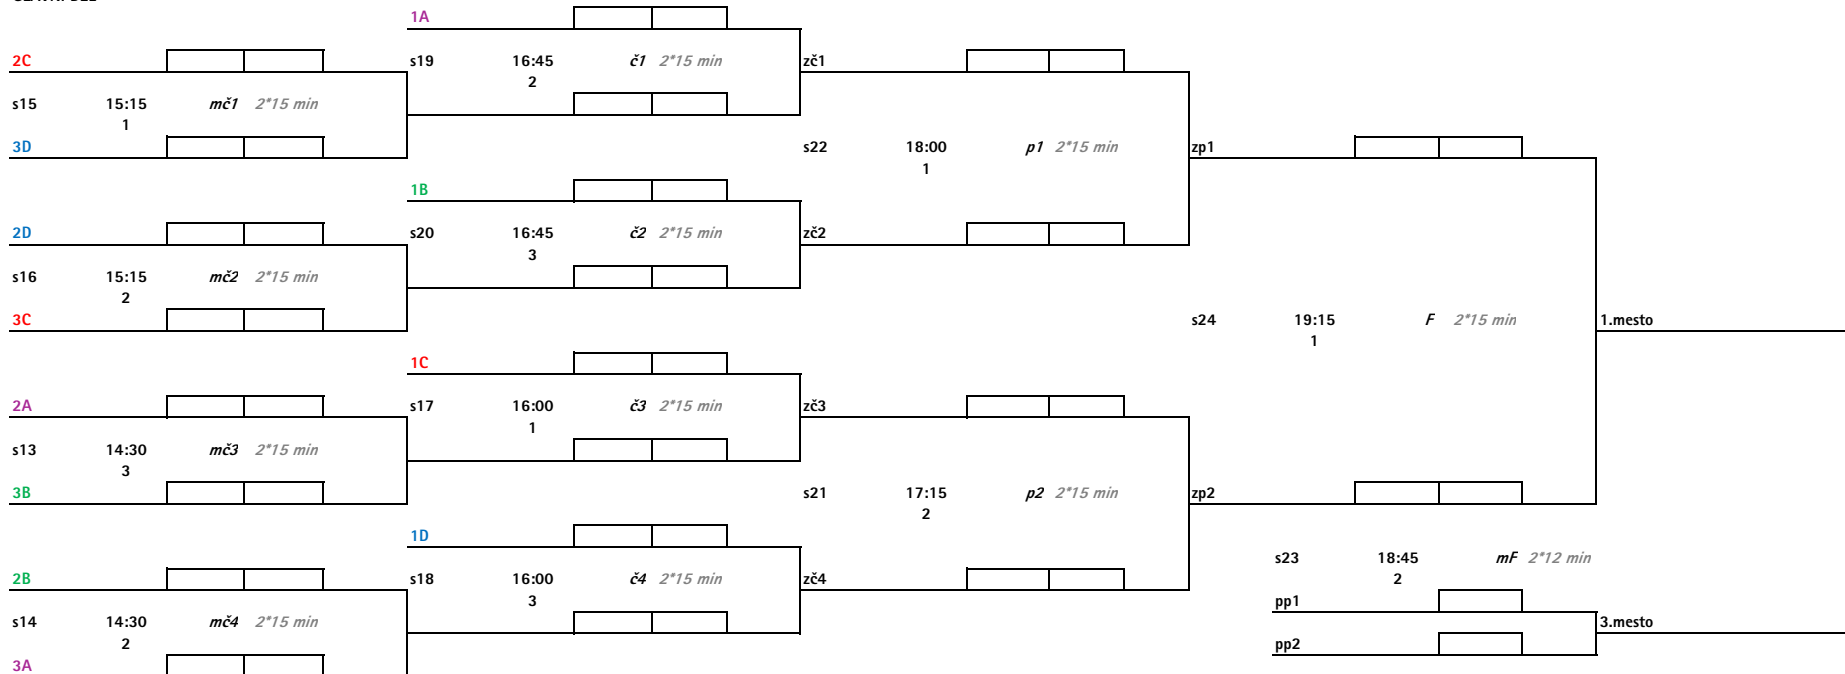 1A
2C
s19 16:45 č1 2*15 min zč1
2
s15 15:15 mč1 2*15 min
1
3D
s22 18:00 p1 2*15 min zp1
1
1B
2D
s20 16:45 č2 2*15 min zč2
3
s16 15:15 mč2 2*15 min
2
3C
s24 19:15 F 2*15 min 1.mesto
1
1C
2A
s17 16:00 č3 2*15 min zč3
1
s13 14:30 mč3 2*15 min
3
3B
s21 17:15 p2 2*15 min zp2
2
1D
s23 18:45 mF 2*12 min
2
2B
s18 16:00 č4 2*15 min zč4
3
pp1
s14 14:30 mč4 2*15 min
2
3.mesto
pp2
3A